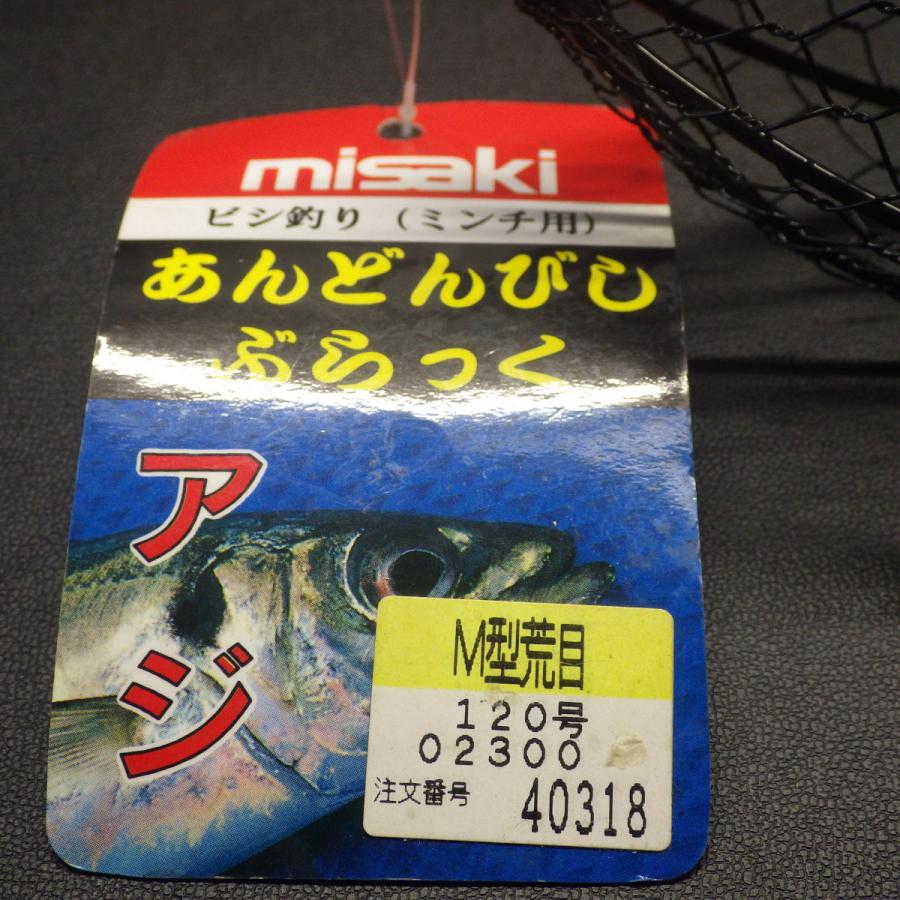 misaki
ビシ釣り（ミンチ用）
あんどんびし
ぶらっく
アジ
M型荒目
120号
02300
注文番号 40318